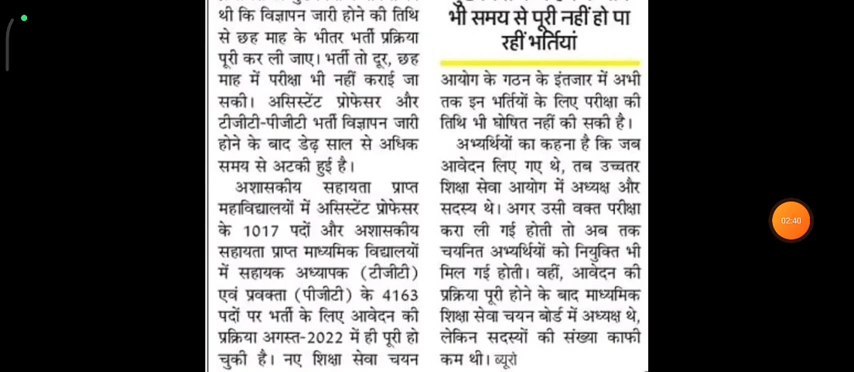 थी कि विज्ञापन जारी होने की तिथि
से छह माह के भीतर भर्ती प्रक्रिया
पूरी कर ली जाए। भर्ती तो दूर, छह
माह में परीक्षा भी नहीं कराई जा
सकी। असिस्टेंट प्रोफेसर और
टीजीटी-पीजीटी भर्ती विज्ञापन जारी
होने के बाद डेढ़ साल से अधिक
समय से अटकी हुई है।
अशासकीय सहायता प्राप्त
महाविद्यालयों में असिस्टेंट प्रोफेसर
के 1017 पदों और अशासकीय
सहायता प्राप्त माध्यमिक विद्यालयों
में सहायक अध्यापक (टीजीटी)
एवं प्रवक्ता (पीजीटी) के 4163
पदों पर भर्ती के लिए आवेदन की
प्रक्रिया अगस्त-2022 में ही पूरी हो
चुकी है। नए शिक्षा सेवा चयन
भी समय से पूरी नहीं हो पा
रहीं भर्तियां
आयोग के गठन के इंतजार में अभी
तक इन भर्तियों के लिए परीक्षा की
तिथि भी घोषित नहीं की सकी है।
अभ्यर्थियों का कहना है कि जब
आवेदन लिए गए थे, तब उच्चतर
शिक्षा सेवा आयोग में अध्यक्ष और
सदस्य थे। अगर उसी वक्त परीक्षा
करा ली गई होती तो अब तक
चयनित अभ्यर्थियों को नियुक्ति भी
मिल गई होती। वहीं, आवेदन की
प्रक्रिया पूरी होने के बाद माध्यमिक
शिक्षा सेवा चयन बोर्ड में अध्यक्ष थे,
लेकिन सदस्यों की संख्या काफी
कम थी। ब्यूरो
02:40